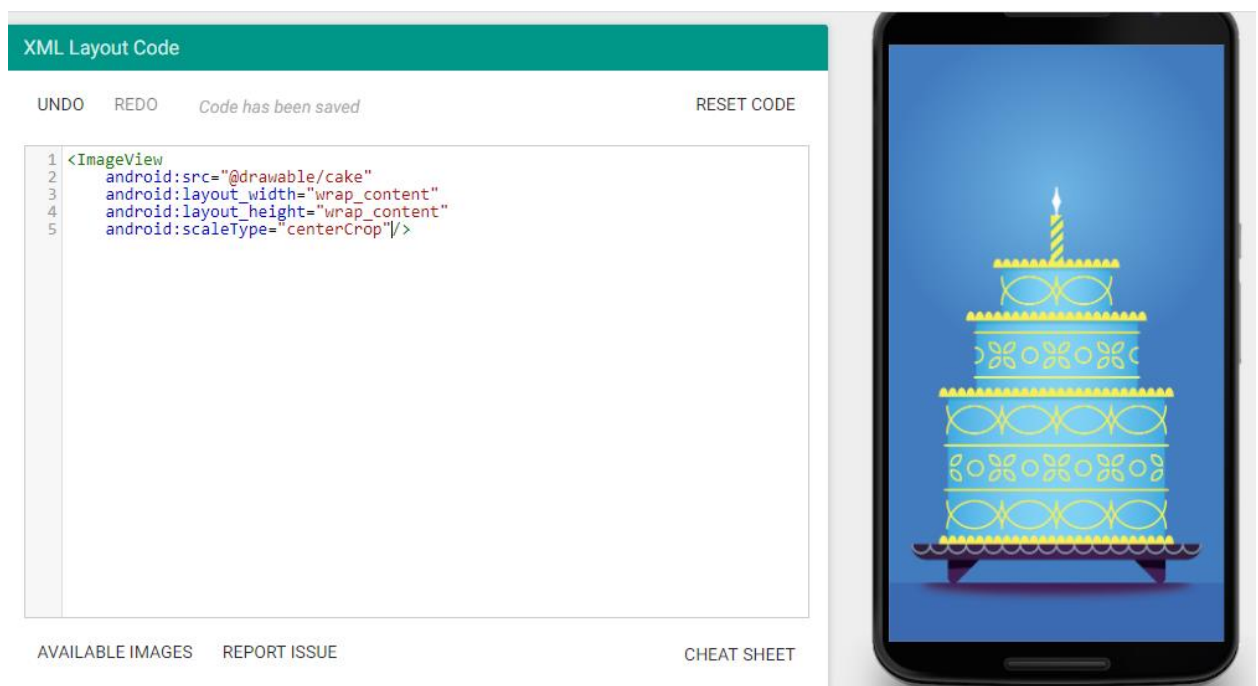 XML Layout Code
UNDO REDO Code has been saved RESET CODE
1 <ImageView
2 android:src="@drawable/cake"
3 android:layout_width="wrap_content"
4 android:layout_height="wrap_content"
5 android:scaleType="centerCrop"/>
AVAILABLE IMAGES REPORT ISSUE CHEAT SHEET